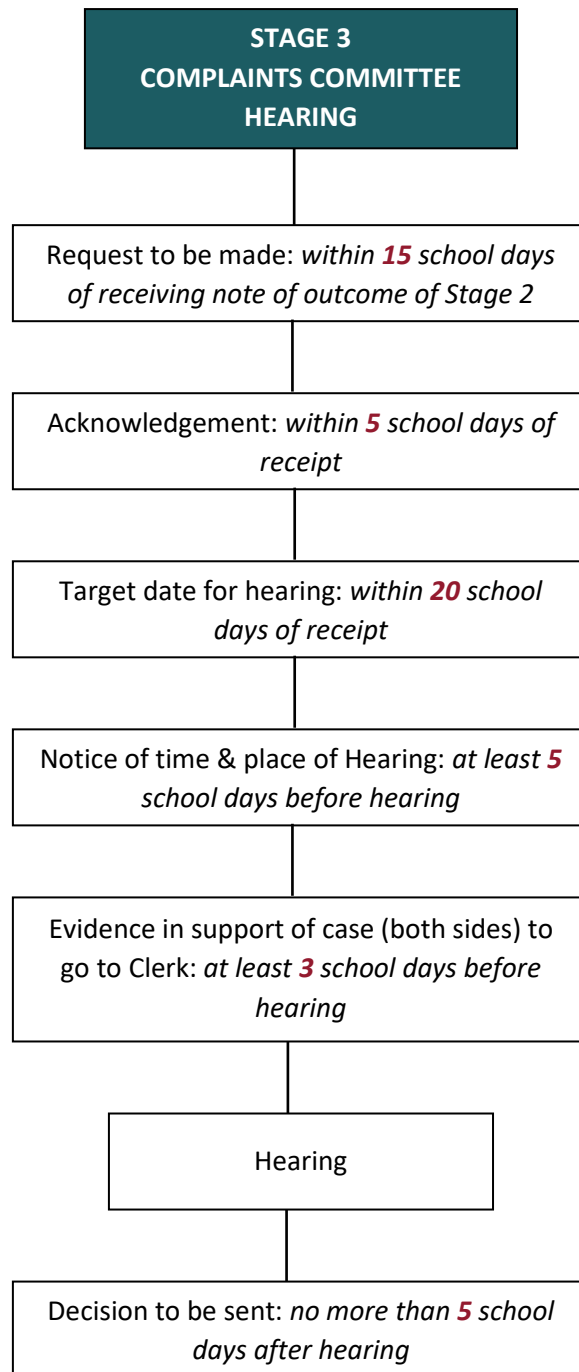 STAGE 3
COMPLAINTS COMMITTEE
HEARING
Request to be made: within 15 school days
of receiving note of outcome of Stage 2
Acknowledgement: within 5 school days of
receipt
Target date for hearing: within 20 school
days of receipt
Notice of time & place of Hearing: at least 5
school days before hearing
Evidence in support of case (both sides) to
go to Clerk: at least 3 school days before
hearing
Hearing
Decision to be sent: no more than 5 school
days after hearing